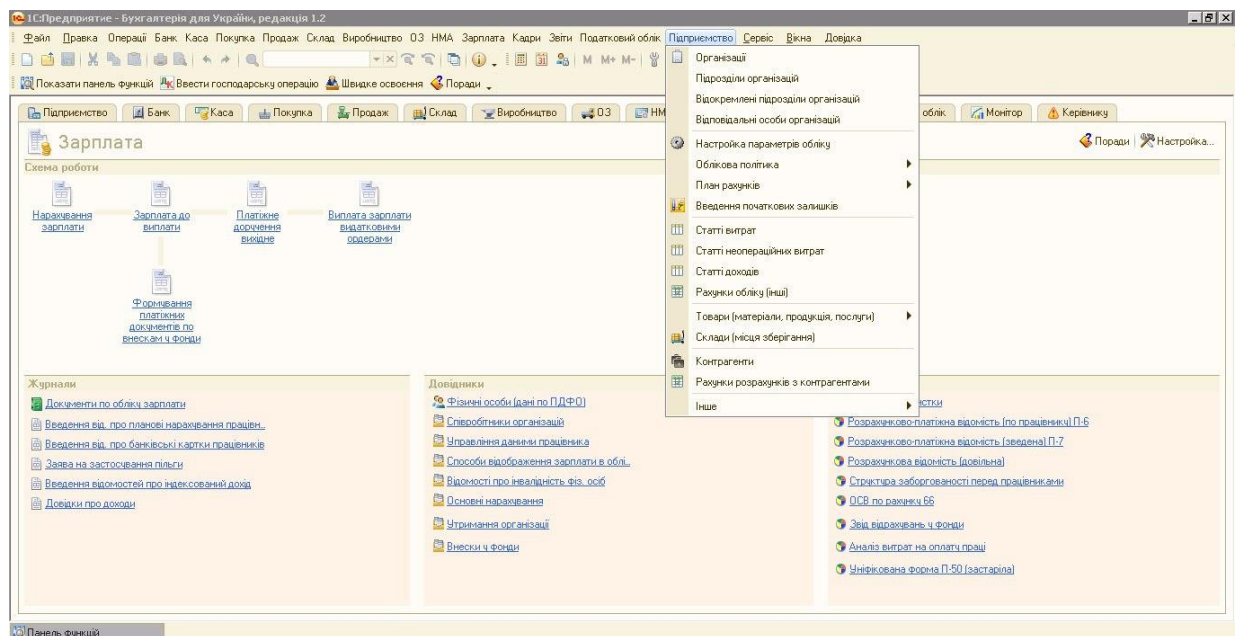 1С:Предприятие - Бухгалтерія для України, редакція 1.2
Файл Правка Операції Банк Каса Покупка Продаж Склад Виробництво ОЗ НМА Зарплата Кадри Звіти Податковий облік Підприємство Сервіс Вікна Довідка
M M+ M-
Показати панель функцій Ввести господарську операцію Швидке освоєння Поради
Підприємство Банк Каса Покупка Продаж Склад Виробництво ОЗ НМ облік Монітор Керівнику
Зарплата
Поради Настройка...
Схема роботи
Нарахування зарплати
Зарплата до виплати
Платіжне доручення вихідне
Виплата зарплати видатковими ордерами
Формування платіжних документів по внескам у фонди
Організації
Підрозділи організацій
Відокремлені підрозділи організацій
Відповідальні особи організацій
Настройка параметрів обліку
Облікова політика
План рахунків
Введення початкових залишків
Статті витрат
Статті неопераційних витрат
Статті доходів
Рахунки обліку (інші)
Товари (матеріали, продукція, послуги)
Склади (місця зберігання)
Контрагенти
Рахунки розрахунків з контрагентами
Інше
Журнали
Документи по обліку зарплати
Введення від. про планові нарахування працівн..
Введення від. про банківські картки працівників
Заява на застосування пільги
Введення відомостей про індексований дохід
Довідки про доходи
Довідники
Фізичні особи (дані по ПДФО)
Співробітники організацій
Управління даними працівника
Способи відображення зарплати в облі..
Відомості про інвалідність фіз. осіб
Основні нарахування
Утримання організації
Внески у фонди
истки
Розрахунково-платіжна відомість (по працівнику) П-6
Розрахунково-платіжна відомість (зведена) П-7
Розрахункова відомість (довільна)
Структура заборгованості перед працівниками
ОСВ по рахунку 66
Звід відрахувань у фонди
Аналіз витрат на оплату праці
Уніфікована форма П-50 (застаріла)
Панель функцій